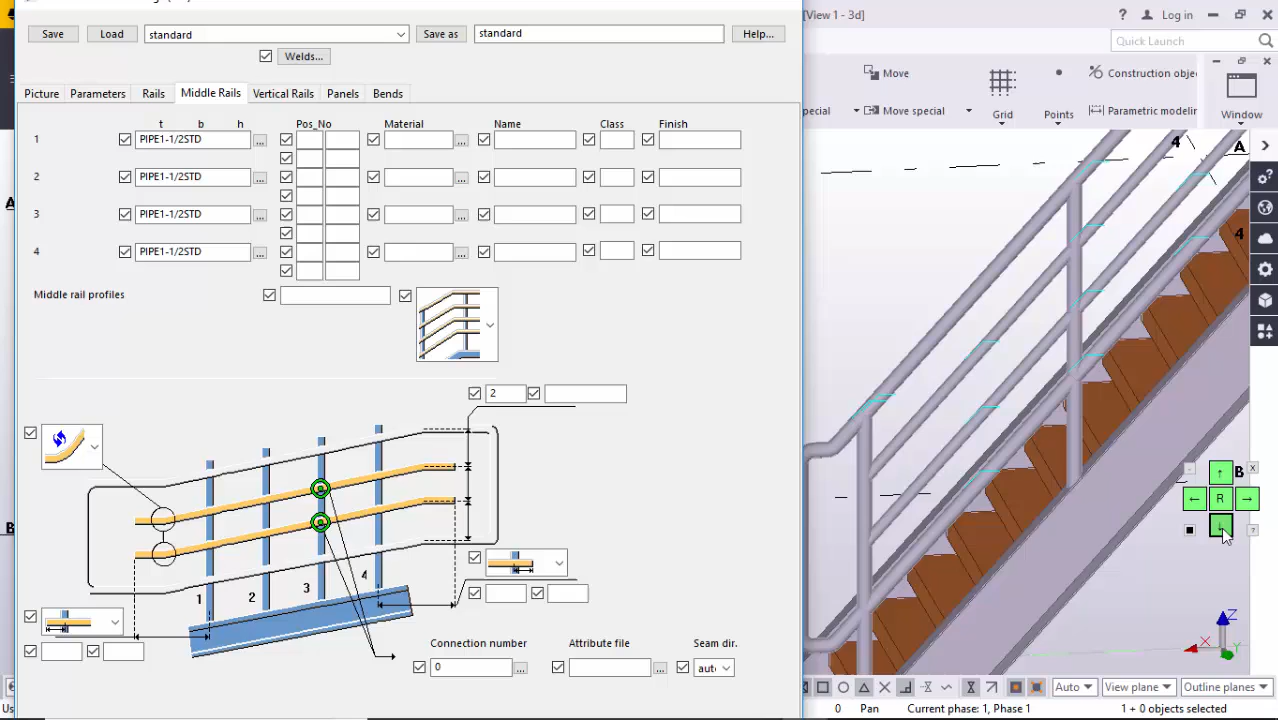 [View 1 - 3d]
? Log in
Save Load standard Save as standard Help...
Quick Launch
Welds...
Move Construction obje
Picture Parameters Rails Middle Rails Vertical Rails Panels Bends
Move special Grid Points Parametric modelin Window
t b h Pos_No Material Name Class Finish
1 PIPE1-1/2STD ... ...
2 PIPE1-1/2STD ... ...
3 PIPE1-1/2STD ... ...
4 PIPE1-1/2STD ... ...
Middle rail profiles
4 A
4
2
B x
R
?
1 2 3 4
Connection number Attribute file Seam dir.
0 ... ... auto
Z
X Y
Auto View plane Outline planes
0 Pan Current phase: 1, Phase 1 1 + 0 objects selected